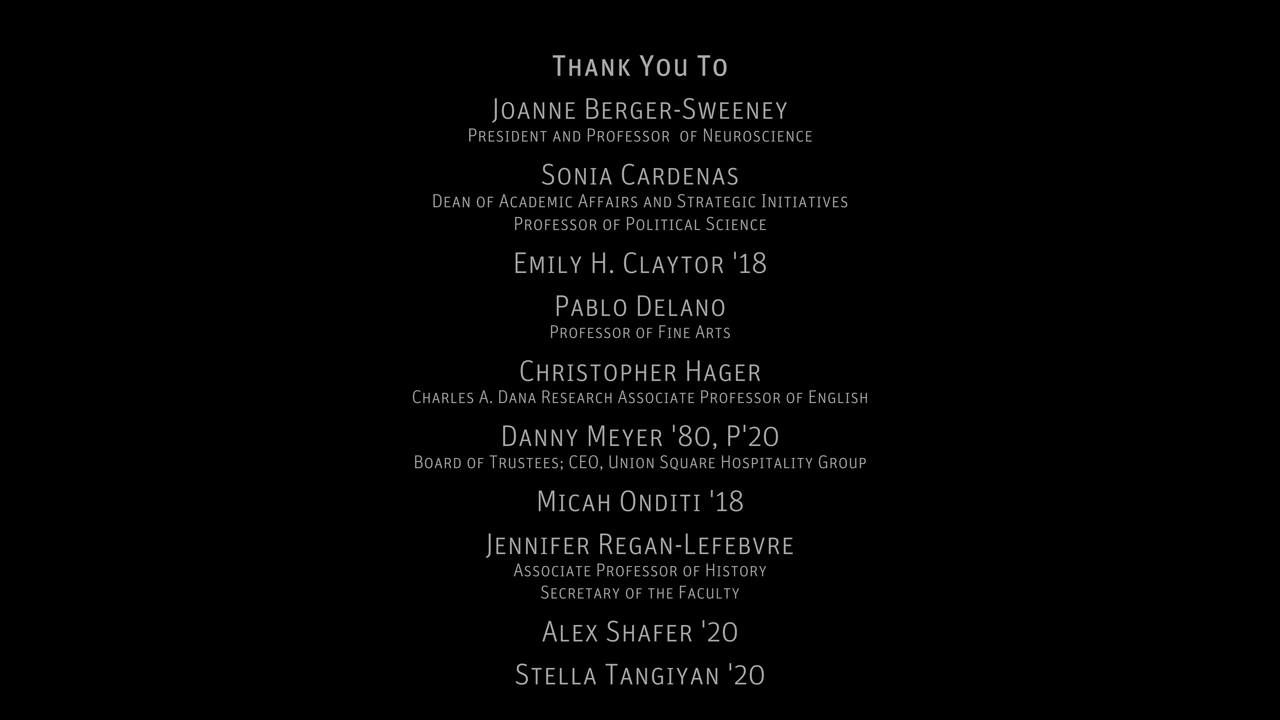 Thank You To
Joanne Berger-Sweeney
President and Professor of Neuroscience
Sonia Cardenas
Dean of Academic Affairs and Strategic Initiatives
Professor of Political Science
Emily H. Claytor '18
Pablo Delano
Professor of Fine Arts
Christopher Hager
Charles A. Dana Research Associate Professor of English
Danny Meyer '80, P'20
Board of Trustees; CEO, Union Square Hospitality Group
Micah Onditi '18
Jennifer Regan-Lefebvre
Associate Professor of History
Secretary of the Faculty
Alex Shafer '20
Stella Tangiyan '20